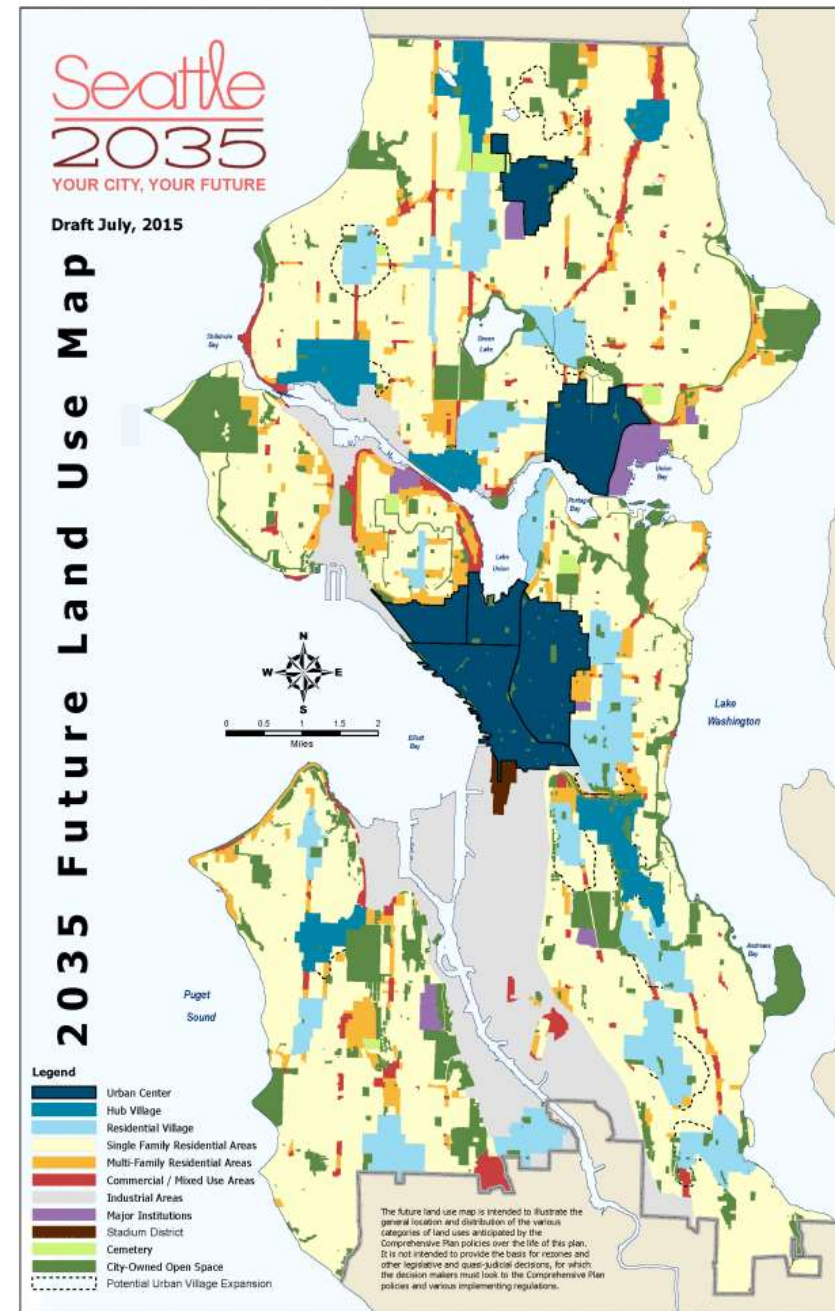 Seattle
2035
YOUR CITY, YOUR FUTURE
Draft July, 2015
2035 Future Land Use Map
Shilshole
Bay
Green
Lake
Union
Bay
Portage
Bay
Lake
Union
N
W
E
S
0 0.5 1 1.5 2
Miles
Elliott
Bay
Lake
Washington
Andrews
Bay
Puget
Sound
Legend
Urban Center
Hub Village
Residential Village
Single Family Residential Areas
Multi-Family Residential Areas
Commercial / Mixed Use Areas
Industrial Areas
Major Institutions
Stadium District
Cemetery
City-Owned Open Space
Potential Urban Village Expansion
The future land use map is intended to illustrate the
general location and distribution of the various
categories of land uses anticipated by the
Comprehensive Plan policies over the life of this plan.
It is not intended to provide the basis for rezones and
other legislative and quasi-judicial decisions, for which
the decision makers must look to the Comprehensive Plan
policies and various implementing regulations.